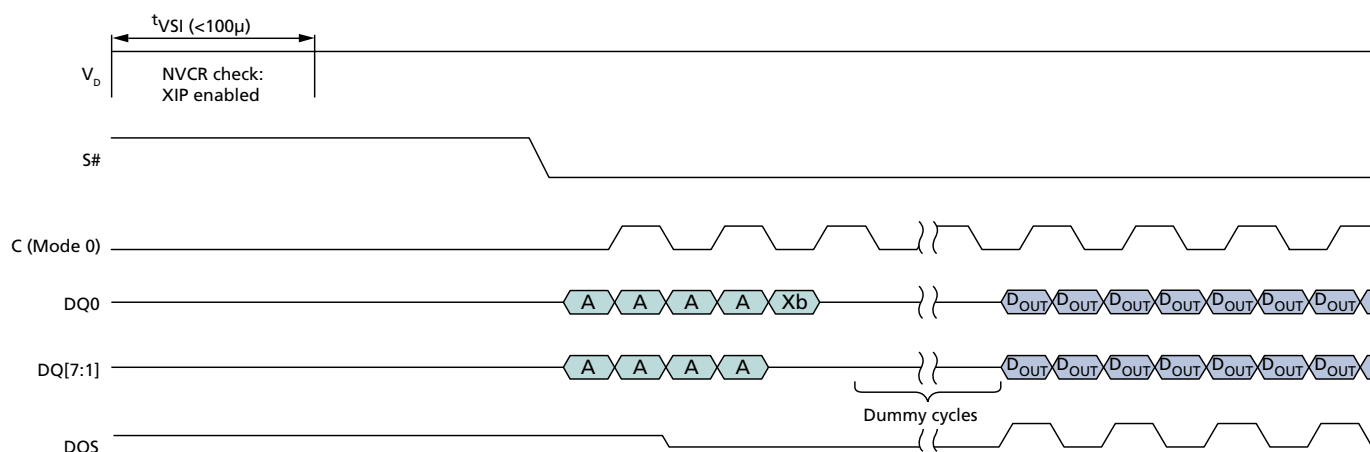 tVSI (<100µ)
VD
NVCR check:
XIP enabled
S#
C (Mode 0)
DQ0
A A A A Xb
DOUT DOUT DOUT DOUT DOUT DOUT DOUT
DQ[7:1]
A A A A
DOUT DOUT DOUT DOUT DOUT DOUT DOUT
Dummy cycles
DQS